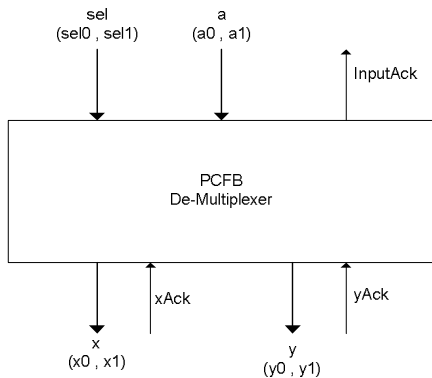 sel
(sel0 , sel1)
a
(a0 , a1)
InputAck
PCFB
De-Multiplexer
xAck
yAck
x
(x0 , x1)
y
(y0 , y1)